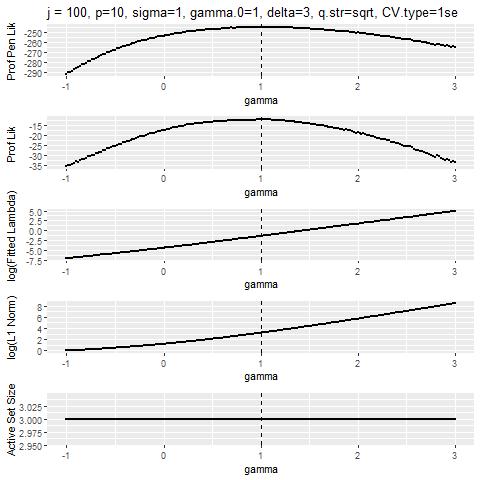 j = 100, p=10, sigma=1, gamma.0=1, delta=3, q.str=sqrt, CV.type=1se
Prof Pen Lik
-250
-260
-270
-280
-290
-1 0 1 2 3
gamma
Prof Lik
-15
-20
-25
-30
-35
-1 0 1 2 3
gamma
log(Fitted Lambda)
5.0
2.5
0.0
-2.5
-5.0
-7.5
-1 0 1 2 3
gamma
log(L1 Norm)
8
6
4
2
0
-1 0 1 2 3
gamma
Active Set Size
3.025
3.000
2.975
2.950
-1 0 1 2 3
gamma